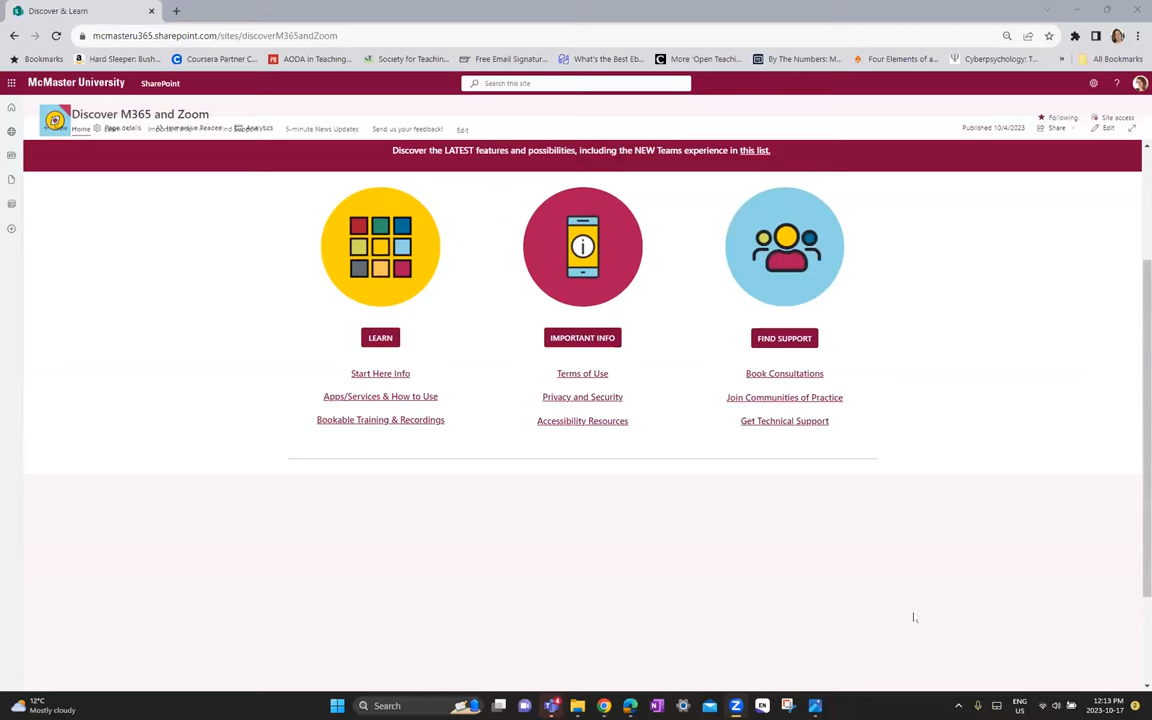 Discover & Learn
mcmasteru365.sharepoint.com/sites/discoverM365andZoom
Bookmarks
Hard Sleeper: Bush...
Coursera Partner C...
AODA in Teaching...
Society for Teachin...
Free Email Signatur...
What's the Best Eb...
More 'Open Teachi...
By The Numbers: M...
Four Elements of a...
Cyberpsychology: T...
»
All Bookmarks
McMaster University
SharePoint
Search this site
Discover M365 and Zoom
Following
Site access
Home
Page details
Immersive Reader
Analytics
5-minute News Updates
Send us your feedback!
Edit
Published 10/4/2023
Share
Edit
Discover the LATEST features and possibilities, including the NEW Teams experience in this list.
LEARN
IMPORTANT INFO
FIND SUPPORT
Start Here Info
Terms of Use
Book Consultations
Apps/Services & How to Use
Privacy and Security
Join Communities of Practice
Bookable Training & Recordings
Accessibility Resources
Get Technical Support
12°C
Mostly cloudy
Search
ENG
US
12:13 PM
2023-10-17